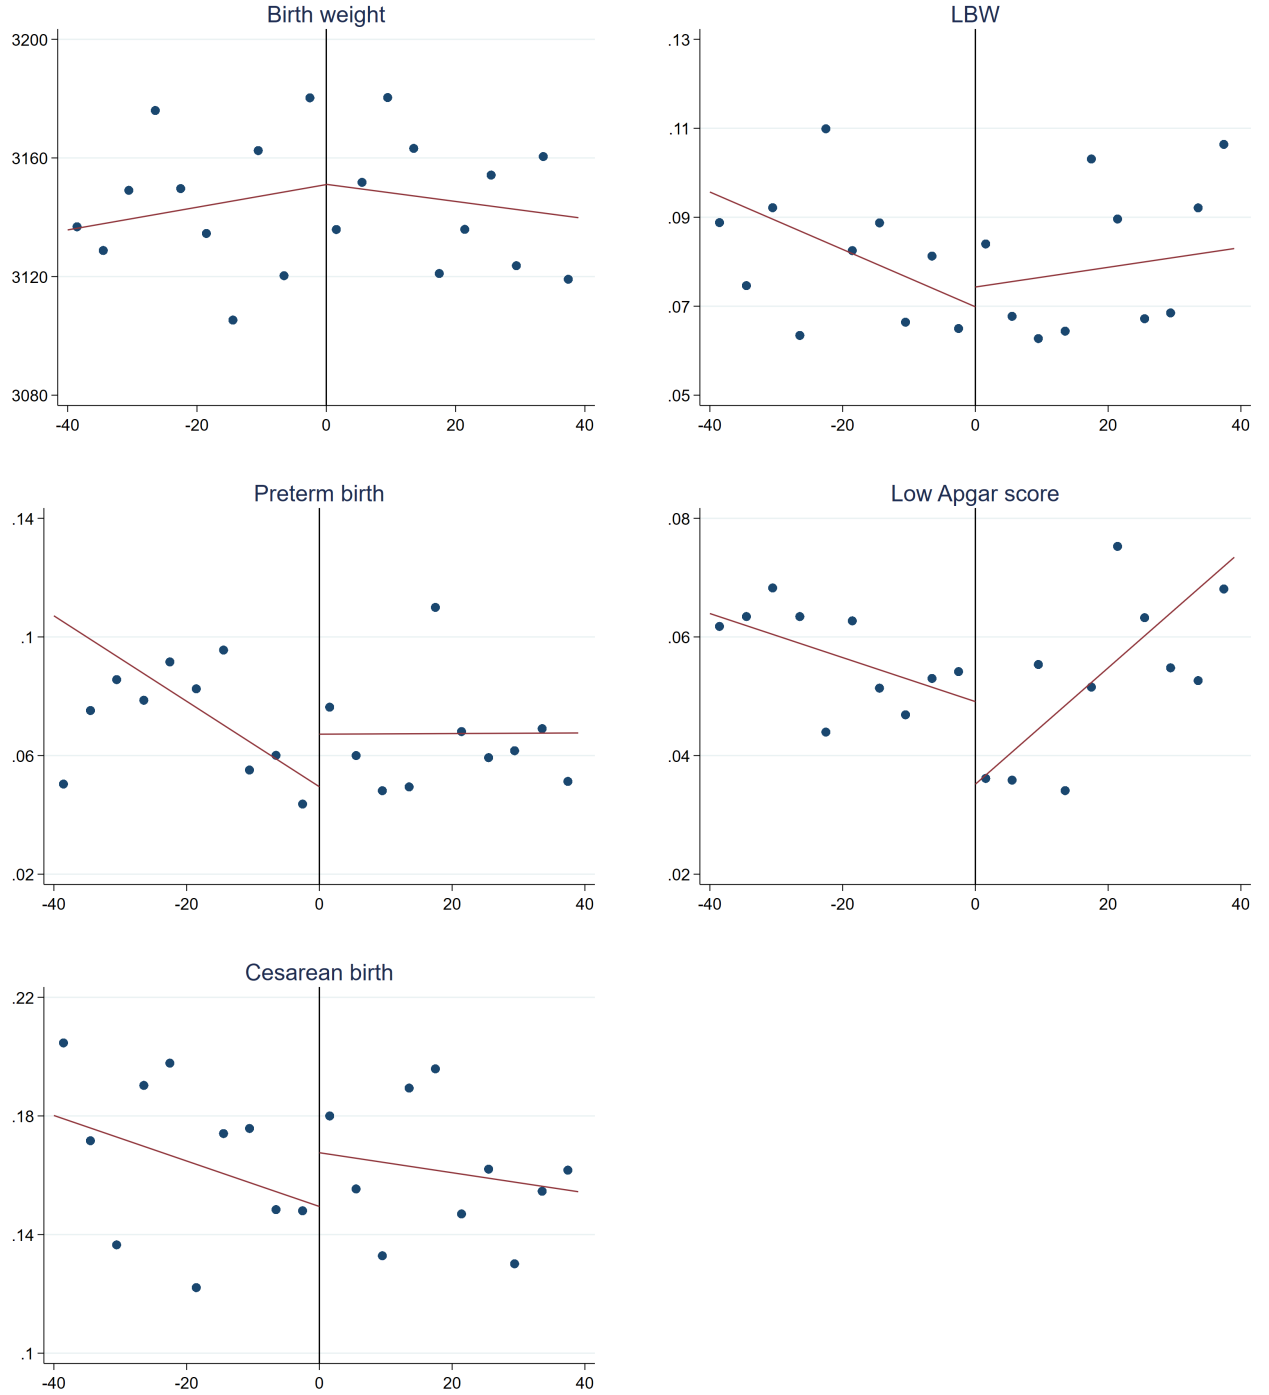 Birth weight
3200
3160
3120
3080
-40 -20 0 20 40
LBW
.13
.11
.09
.07
.05
-40 -20 0 20 40
Preterm birth
.14
.1
.06
.02
-40 -20 0 20 40
Low Apgar score
.08
.06
.04
.02
-40 -20 0 20 40
Cesarean birth
.22
.18
.14
.1
-40 -20 0 20 40